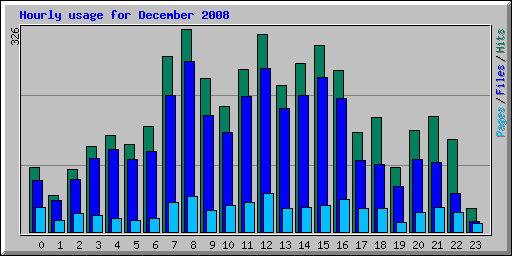 Hourly usage for December 2008
326
Pages / Files / Hits
0 1 2 3 4 5 6 7 8 9 10 11 12 13 14 15 16 17 18 19 20 21 22 23